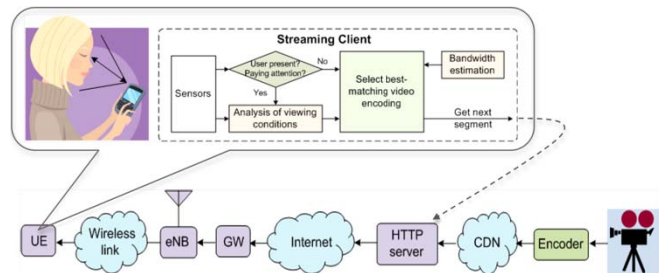 Streaming Client
User present?
Paying attention?
No
Yes
Sensors
Analysis of viewing
conditions
Select best-
matching video
encoding
Bandwidth
estimation
Get next
segment
UE
Wireless
link
eNB
GW
Internet
HTTP
server
CDN
Encoder